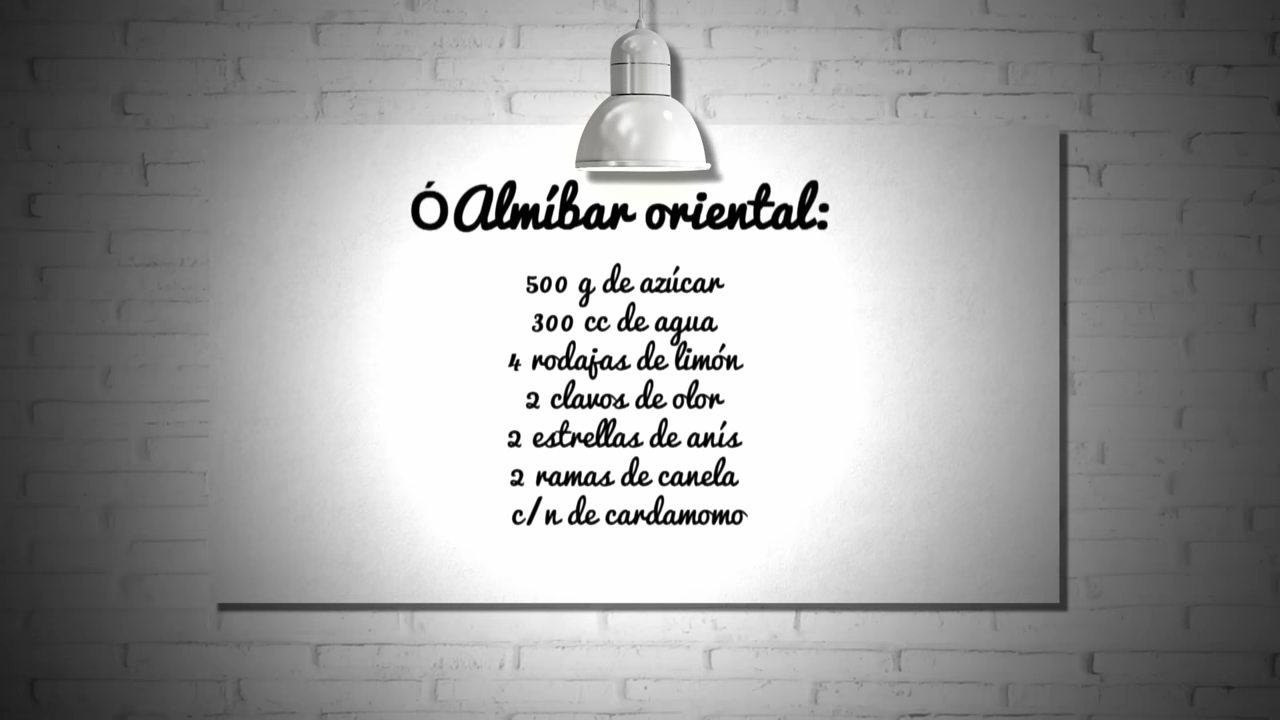 Ó Almíbar oriental:
500 g de azúcar
300 cc de agua
4 rodajas de limón
2 clavos de olor
2 estrellas de anís
2 ramas de canela
c/n de cardamomo